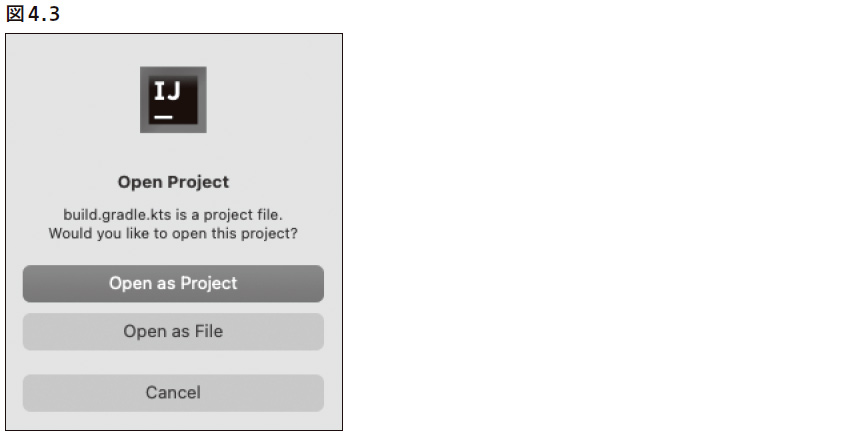 図4.3
IJ
Open Project
build.gradle.kts is a project file.
Would you like to open this project?
Open as Project
Open as File
Cancel